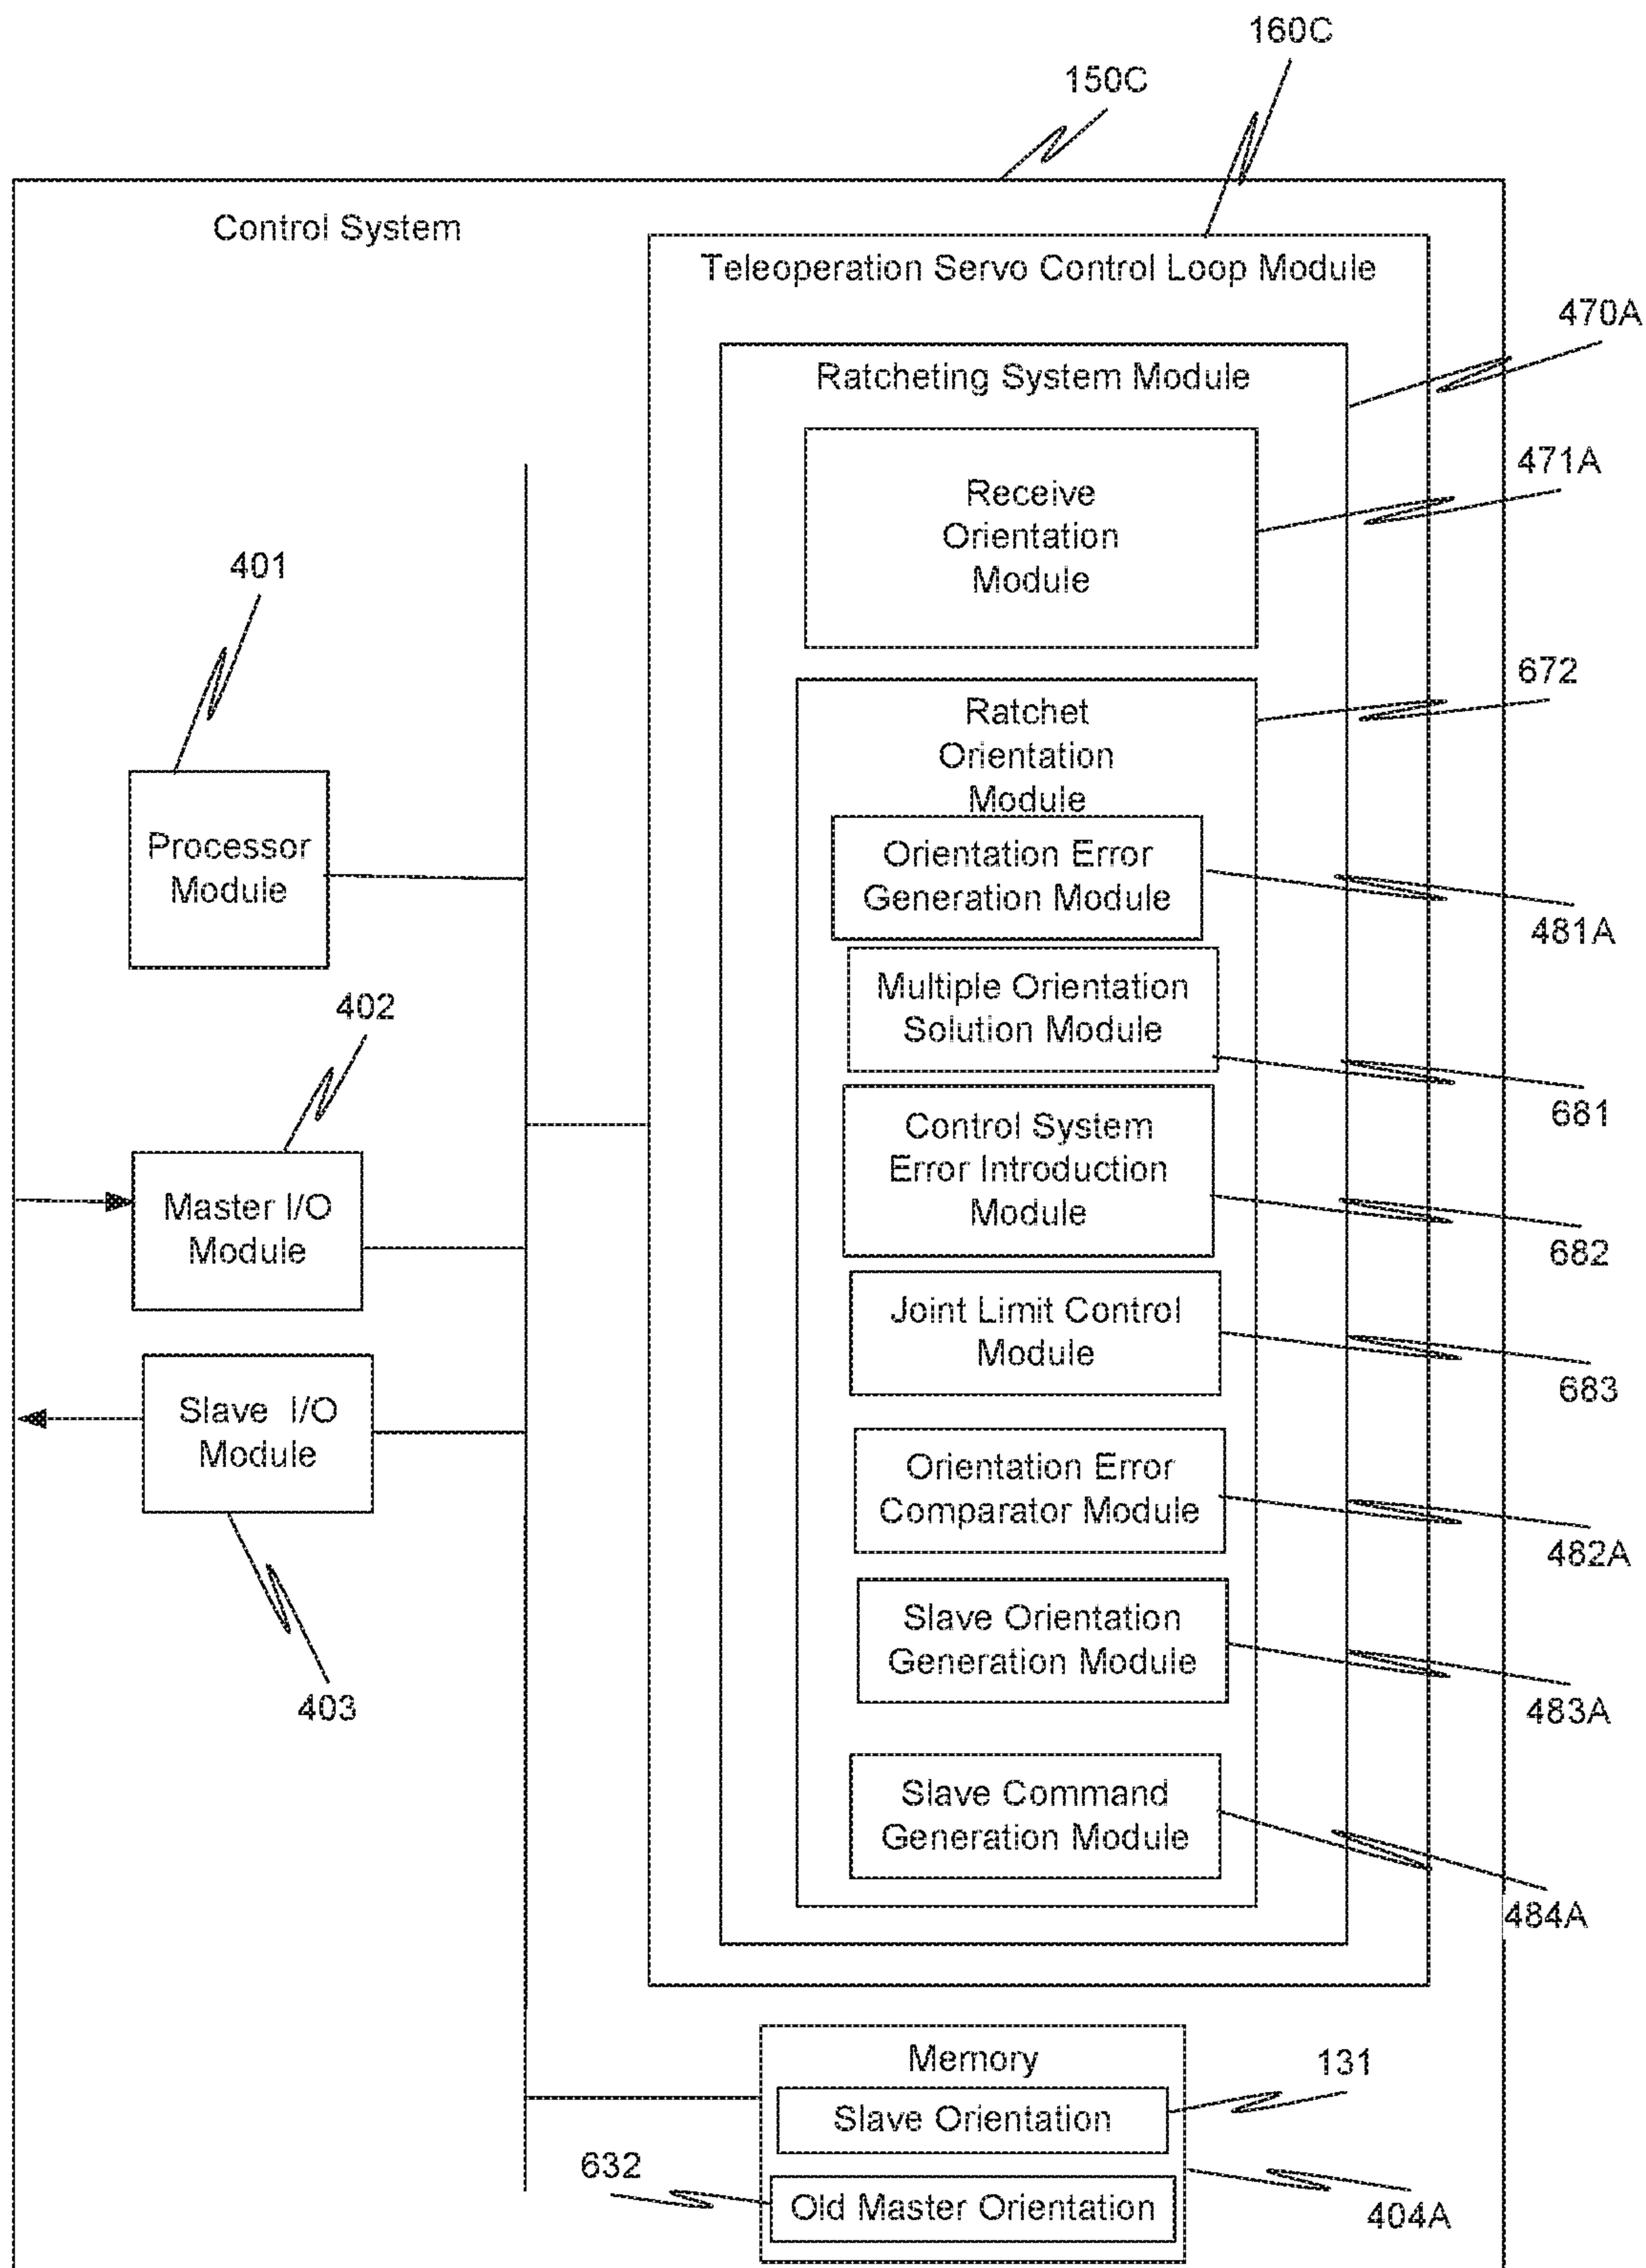 160C
150C
Control System
Teleoperation Servo Control Loop Module
470A
Ratcheting System Module
471A
Receive
Orientation
Module
401
672
Ratchet
Orientation
Module
Processor
Module
Orientation Error
Generation Module
481A
402
Multiple Orientation
Solution Module
681
Control System
Error Introduction
Module
682
Master I/O
Module
Joint Limit Control
Module
683
Slave I/O
Module
Orientation Error
Comparator Module
482A
403
Slave Orientation
Generation Module
483A
Slave Command
Generation Module
484A
Memory
131
Slave Orientation
632
Old Master Orientation
404A